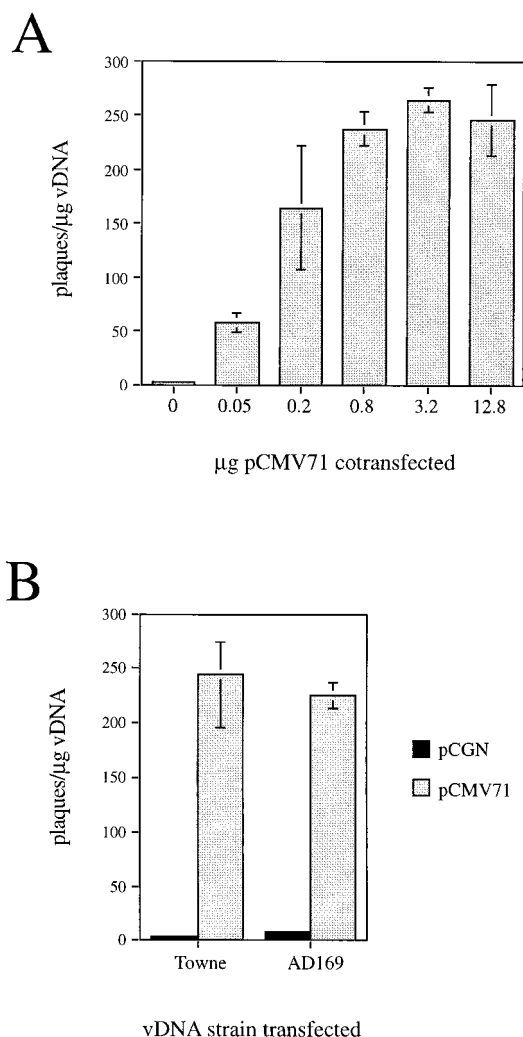 A
plaques/µg vDNA
300
250
200
150
100
50
0
0 0.05 0.2 0.8 3.2 12.8
µg pCMV71 cotransfected
B
plaques/µg vDNA
300
250
200
150
100
50
0
Towne AD169
pCGN
pCMV71
vDNA strain transfected